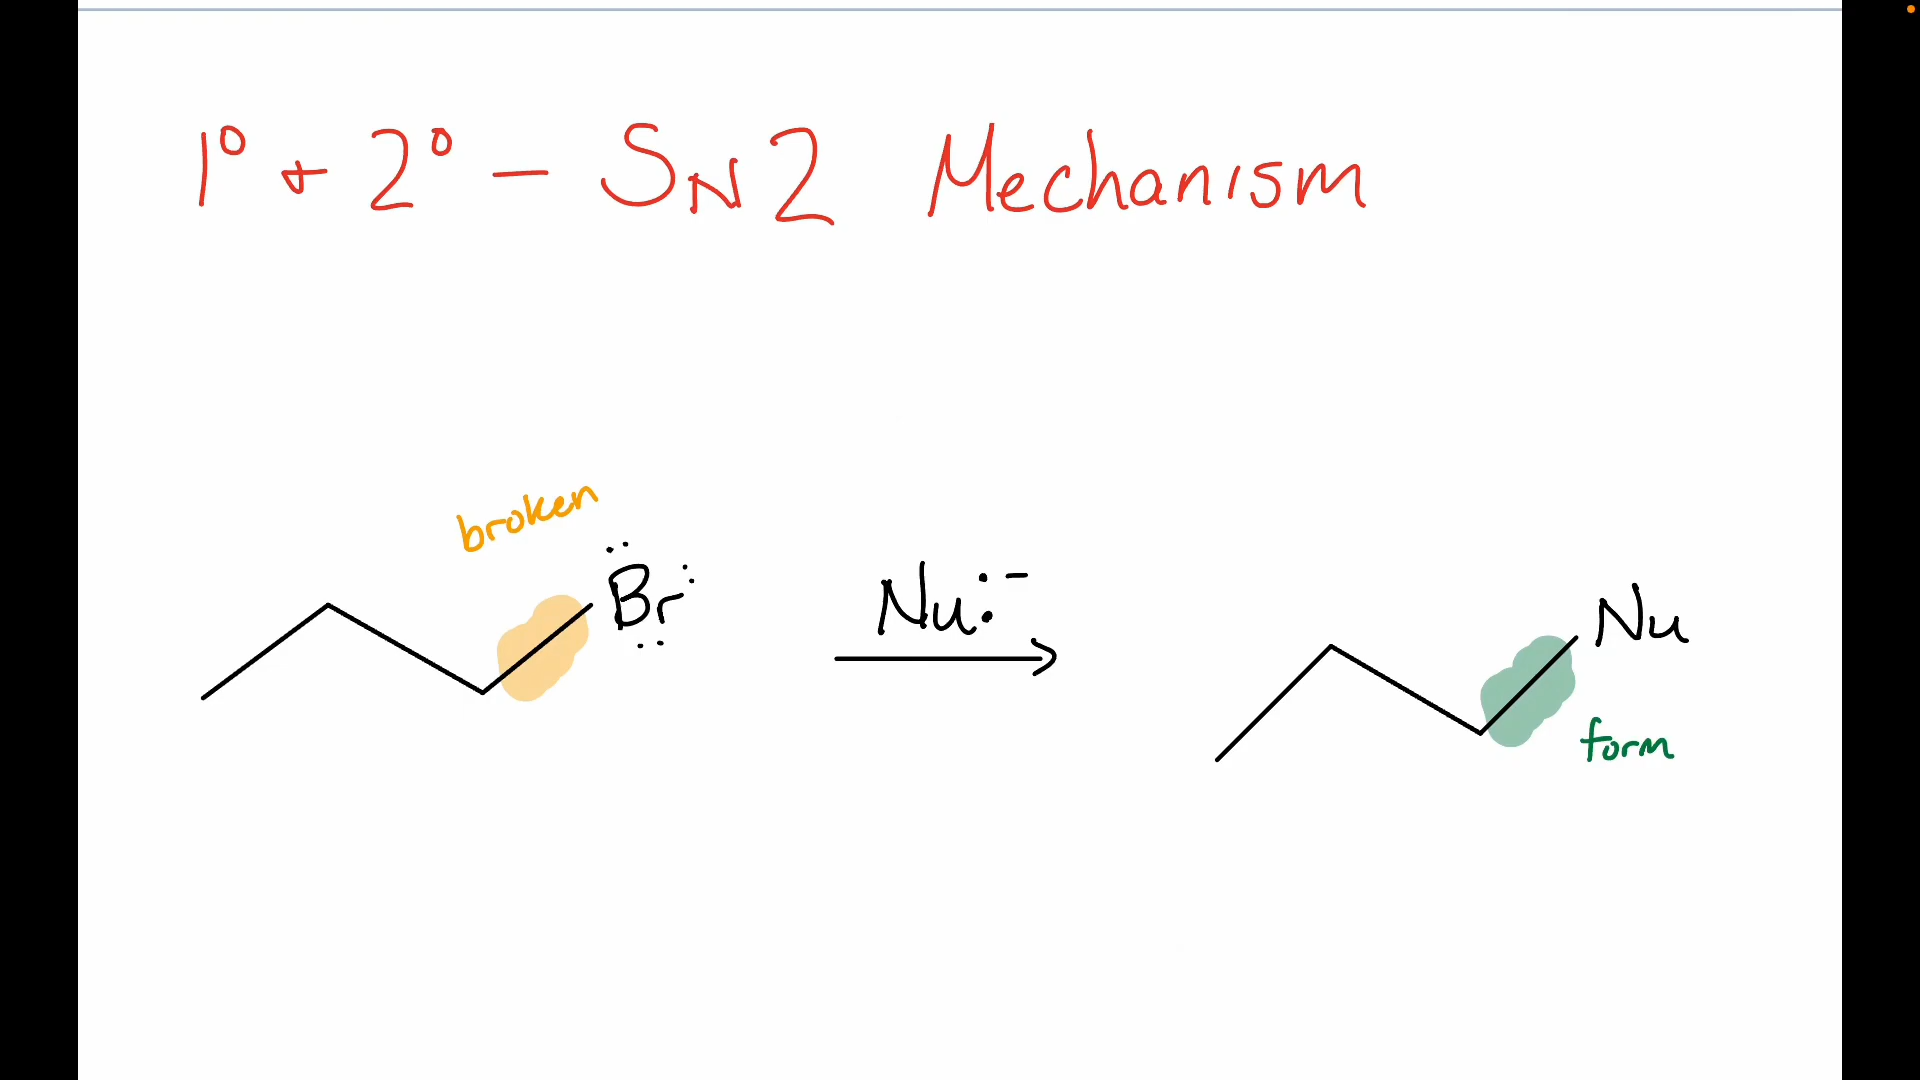 1° + 2° - SN2 Mechanism
broken
Br
Nu:⁻
Nu
form